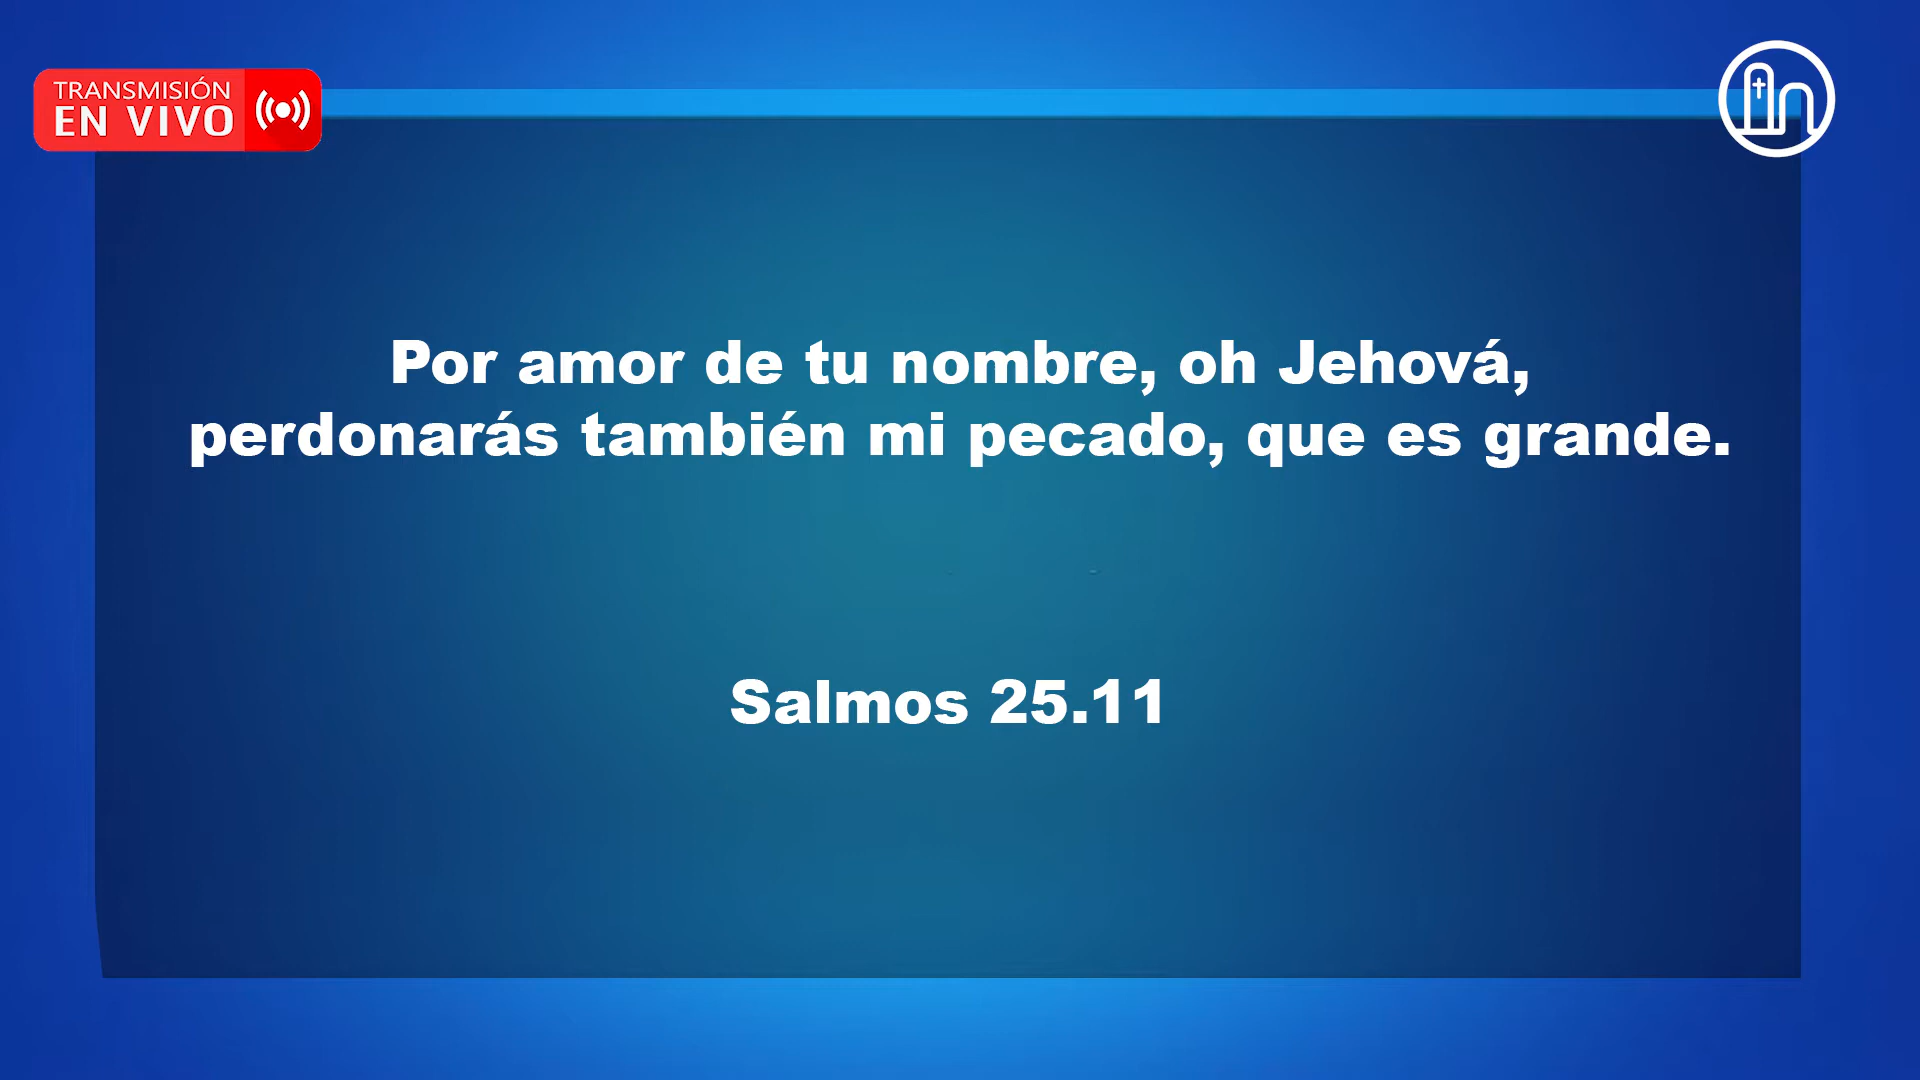 TRANSMISIÓN
EN VIVO
Por amor de tu nombre, oh Jehová,
perdonarás también mi pecado, que es grande.
Salmos 25.11